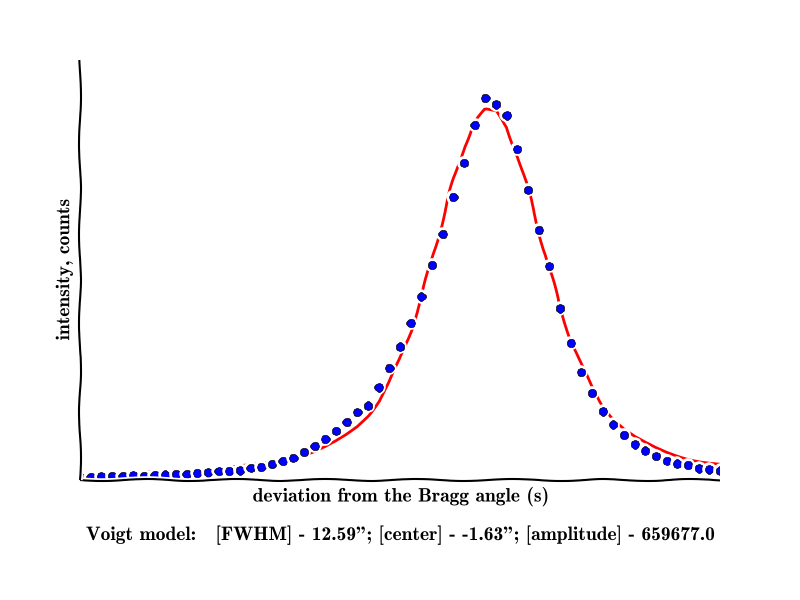 intensity, counts
deviation from the Bragg angle (s)
Voigt model: [FWHM] - 12.59”; [center] - -1.63”; [amplitude] - 659677.0